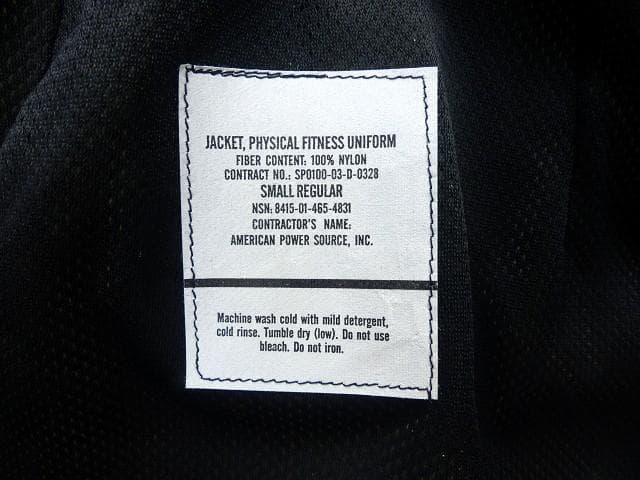 JACKET, PHYSICAL FITNESS UNIFORM
FIBER CONTENT: 100% NYLON
CONTRACT NO.: SPO100-03-D-0328
SMALL REGULAR
NSN: 8415-01-465-4831
CONTRACTOR'S NAME:
AMERICAN POWER SOURCE, INC.
Machine wash cold with mild detergent,
cold rinse. Tumble dry (low). Do not use
bleach. Do not iron.